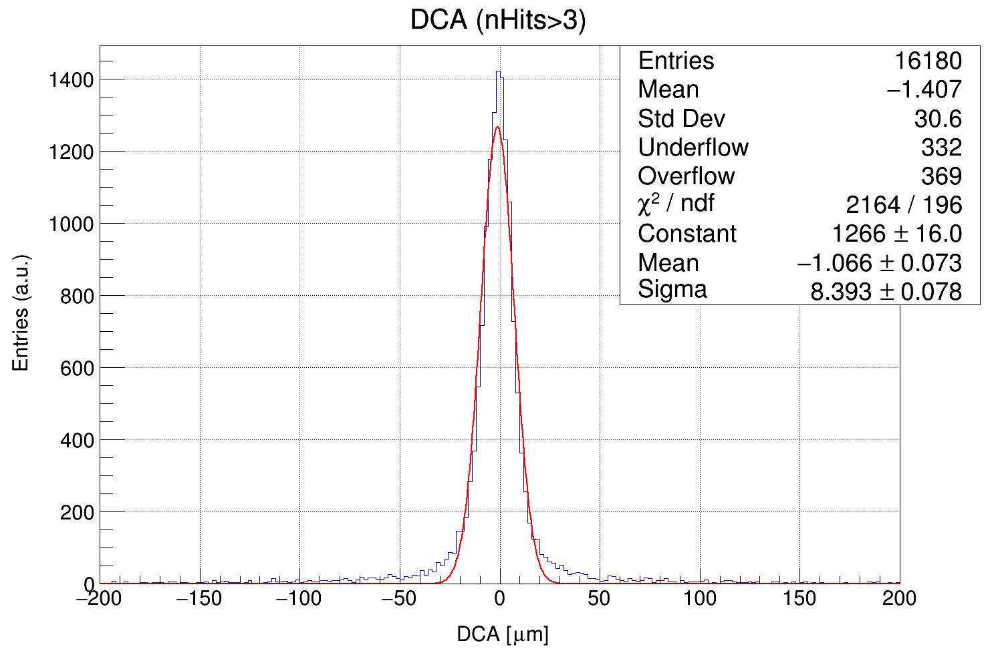 DCA (nHits>3)
Entries 16180
Mean −1.407
Std Dev 30.6
Underflow 332
Overflow 369
χ² / ndf 2164 / 196
Constant 1266 ± 16.0
Mean −1.066 ± 0.073
Sigma 8.393 ± 0.078
Entries (a.u.)
1400
1200
1000
800
600
400
200
0
−200 −150 −100 −50 0 50 100 150 200
DCA [μm]